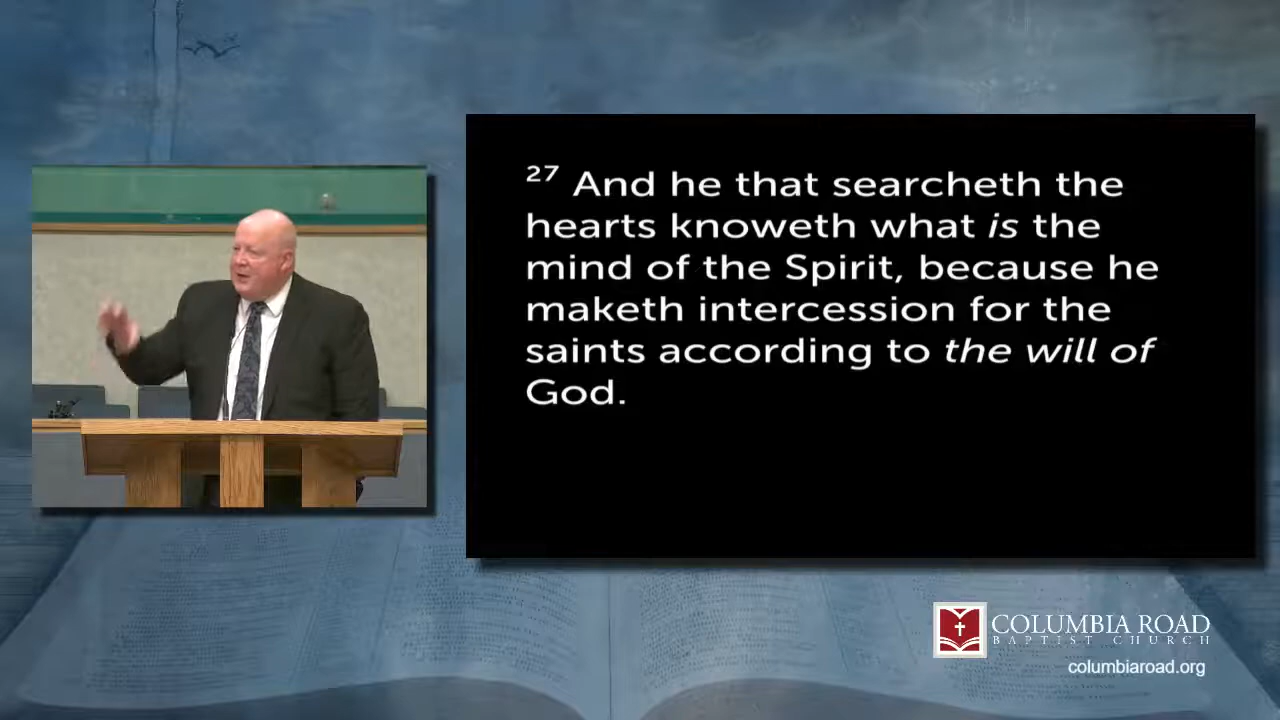 27 And he that searcheth the
hearts knoweth what is the
mind of the Spirit, because he
maketh intercession for the
saints according to the will of
God.
COLUMBIA ROAD
BAPTIST CHURCH
columbiaroad.org